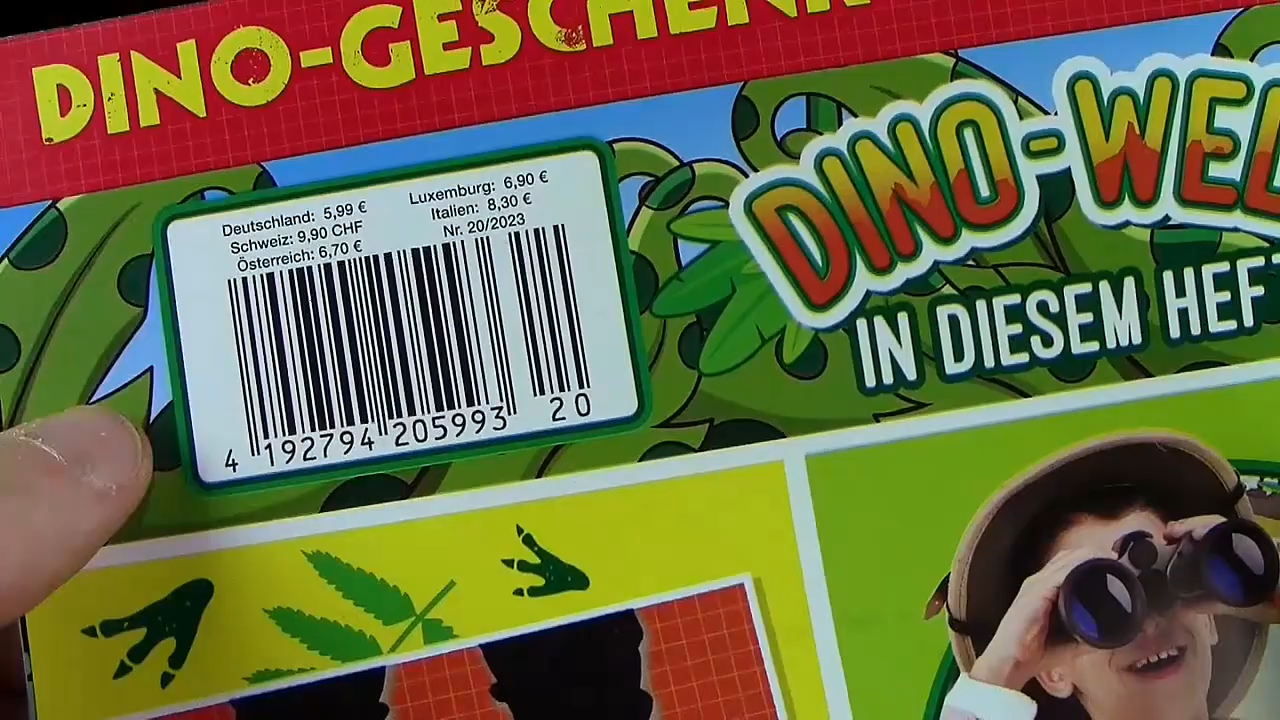 DINO-GESCHENK
DINO-WEL
IN DIESEM HEFT
Deutschland: 5,99 €
Schweiz: 9,90 CHF
Österreich: 6,70 €
Luxemburg: 6,90 €
Italien: 8,30 €
Nr. 20/2023
4 192794 205993 20